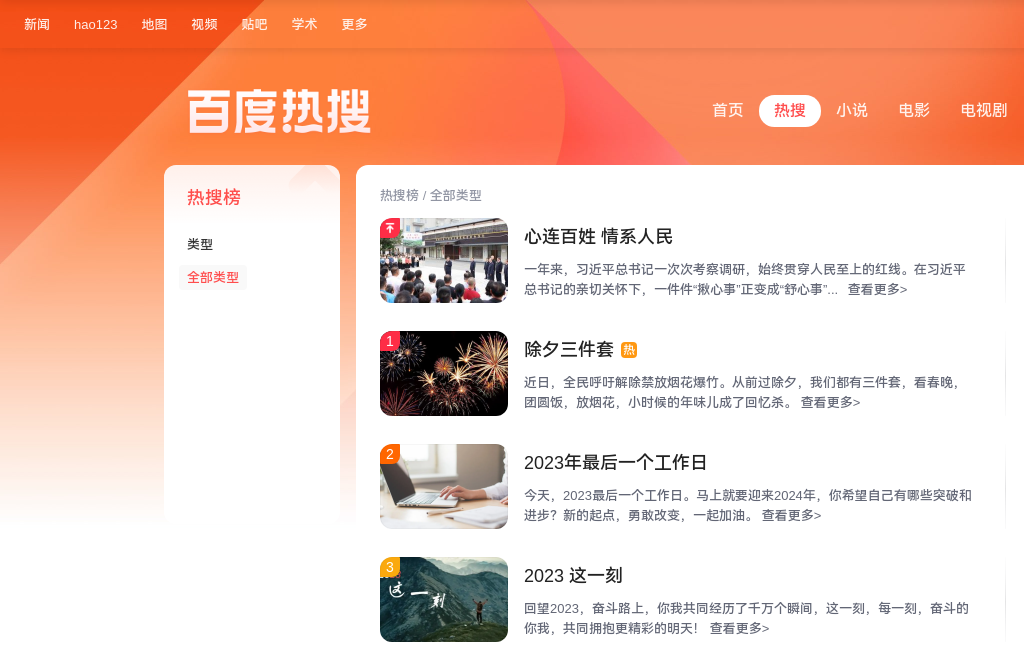 新闻 hao123 地图 视频 贴吧 学术 更多
百度热搜
首页 热搜 小说 电影 电视剧
热搜榜
类型
全部类型
热搜榜 / 全部类型
心连百姓 情系人民
一年来，习近平总书记一次次考察调研，始终贯穿人民至上的红线。在习近平
总书记的亲切关怀下，一件件“揪心事”正变成“舒心事”... 查看更多>
1
除夕三件套 热
近日，全民呼吁解除禁放烟花爆竹。从前过除夕，我们都有三件套，看春晚，
团圆饭，放烟花，小时候的年味儿成了回忆杀。 查看更多>
2
2023年最后一个工作日
今天，2023最后一个工作日。马上就要迎来2024年，你希望自己有哪些突破和
进步？新的起点，勇敢改变，一起加油。 查看更多>
3
这一刻
2023 这一刻
回望2023，奋斗路上，你我共同经历了千万个瞬间，这一刻，每一刻，奋斗的
你我，共同拥抱更精彩的明天！ 查看更多>